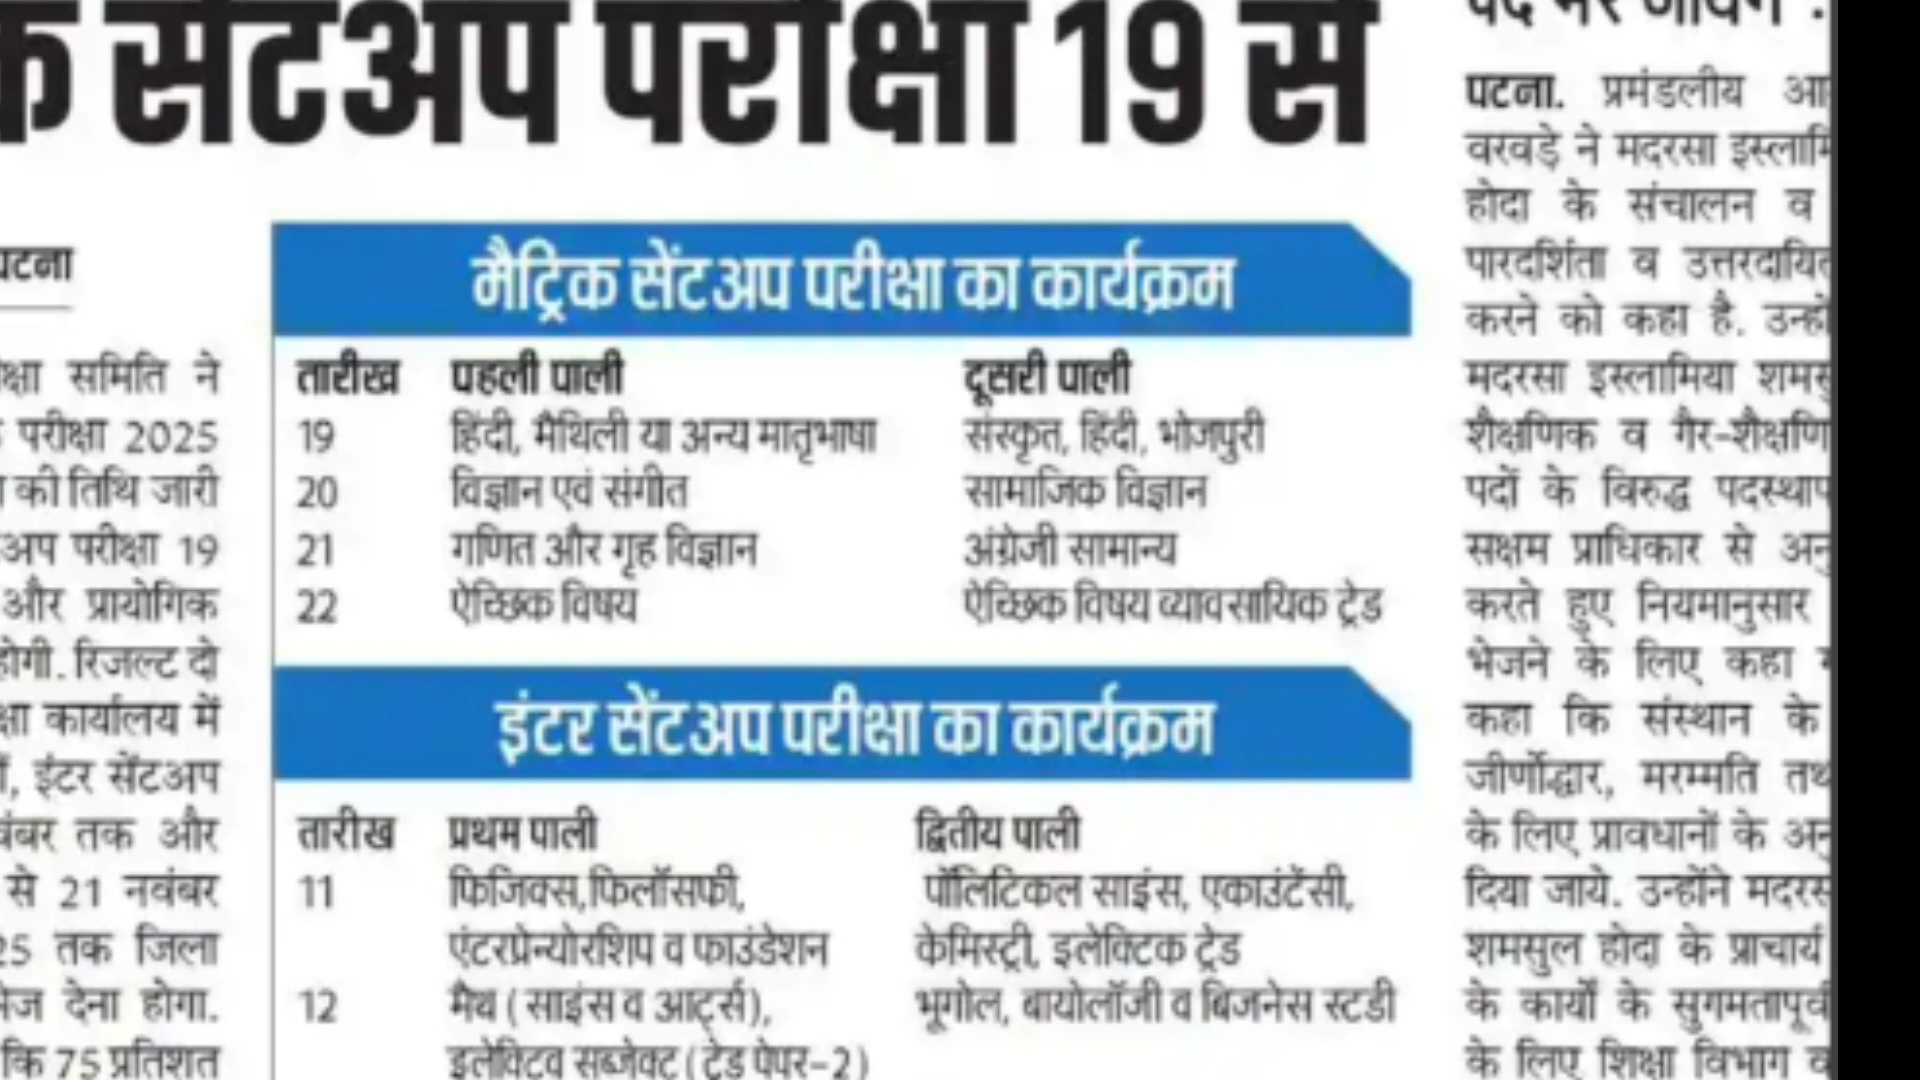 सेंटअप परीक्षा 19 से
मैट्रिक सेंटअप परीक्षा का कार्यक्रम
तारीख पहली पाली दूसरी पाली
19 हिंदी, मैथिली या अन्य मातृभाषा संस्कृत, हिंदी, भोजपुरी
20 विज्ञान एवं संगीत सामाजिक विज्ञान
21 गणित और गृह विज्ञान अंग्रेजी सामान्य
22 ऐच्छिक विषय ऐच्छिक विषय व्यावसायिक ट्रेड
इंटर सेंटअप परीक्षा का कार्यक्रम
तारीख प्रथम पाली द्वितीय पाली
11 फिजिक्स,फिलॉसफी, पॉलिटिकल साइंस, एकाउंटेंसी,
एंटरप्रेन्योरशिप व फाउंडेशन केमिस्ट्री, इलेक्टिक ट्रेड
12 मैथ ( साइंस व आर्ट्स), भूगोल, बायोलॉजी व बिजनेस स्टडी
इलेक्टिव सब्जेक्ट ( ट्रेड पेपर-2 )
समिति ने
परीक्षा 2025
की तिथि जारी
परीक्षा 19
और प्रायोगिक
होगी. रिजल्ट दो
कार्यालय में
इंटर सेंटअप
तक और
से 21 नवंबर
तक जिला
देना होगा.
कि 75 प्रतिशत
पटना. प्रमंडलीय
वरवड़े ने मदरसा
होदा के संचालन व
पारदर्शिता व
करने को कहा है.
मदरसा इस्लामिया
शैक्षणिक व
पदों के विरुद्ध
सक्षम प्राधिकार से
करते हुए नियमानुसार
भेजने के लिए कहा
कहा कि संस्थान के
जीर्णोद्धार, मरम्मति
के लिए प्रावधानों के
दिया जाये. उन्होंने
शमसुल होदा के प्राचार्य
के कार्यों के
के लिए शिक्षा विभाग